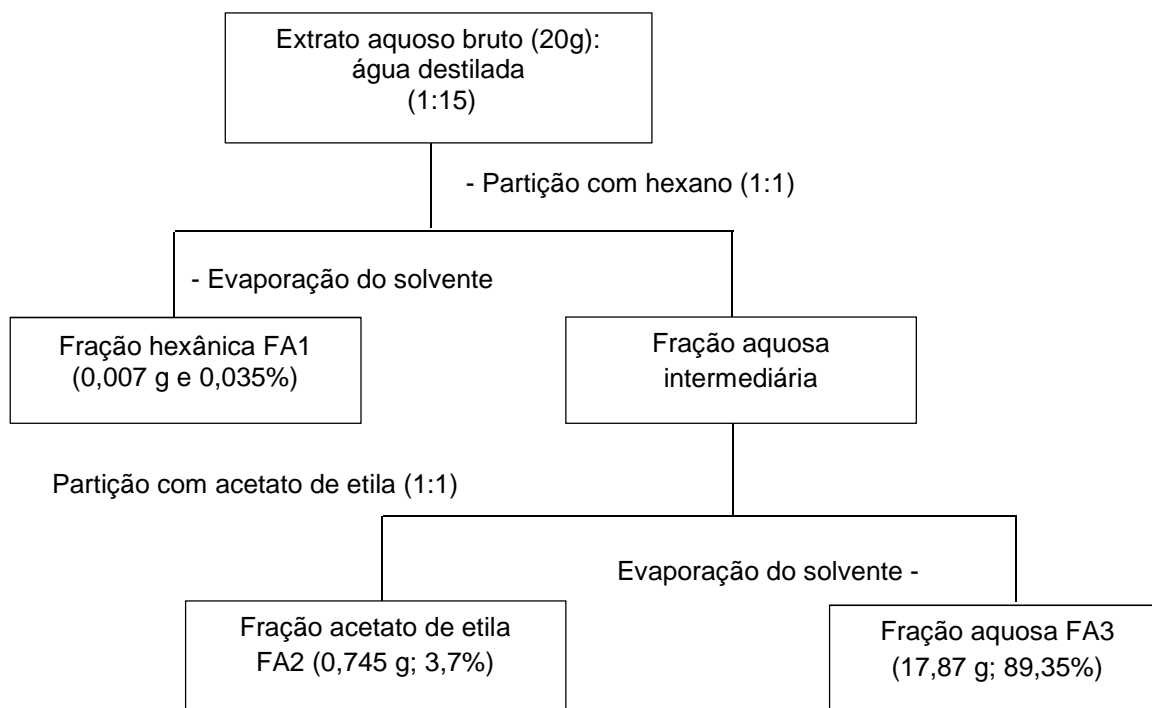 Extrato aquoso bruto (20g):
água destilada
(1:15)
- Partição com hexano (1:1)
- Evaporação do solvente
Fração hexânica FA1
(0,007 g e 0,035%)
Fração aquosa
intermediária
Partição com acetato de etila (1:1)
Evaporação do solvente -
Fração acetato de etila
FA2 (0,745 g; 3,7%)
Fração aquosa FA3
(17,87 g; 89,35%)